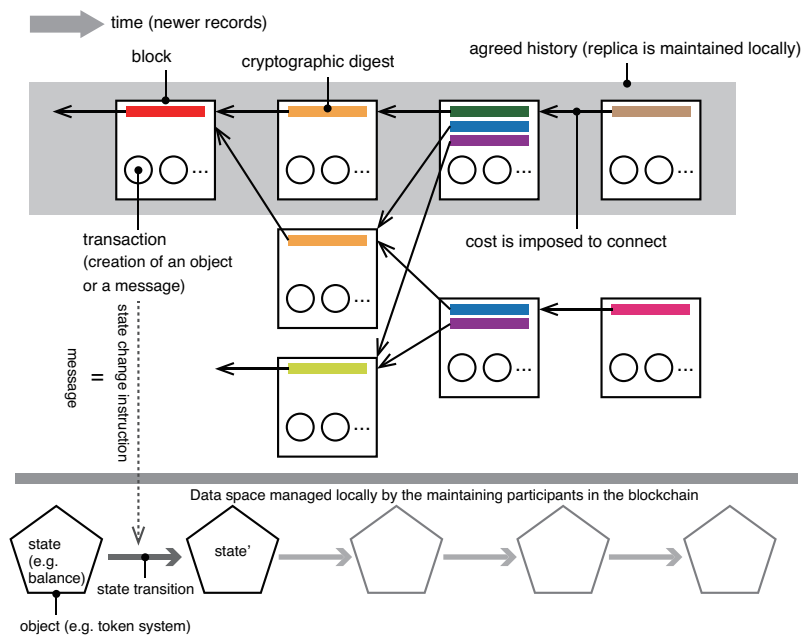 time (newer records)
block
cryptographic digest
agreed history (replica is maintained locally)
...
...
...
...
transaction
(creation of an object
or a message)
cost is imposed to connect
...
...
...
...
state change instruction
=
message
Data space managed locally by the maintaining participants in the blockchain
state
(e.g.
balance)
state'
state transition
object (e.g. token system)